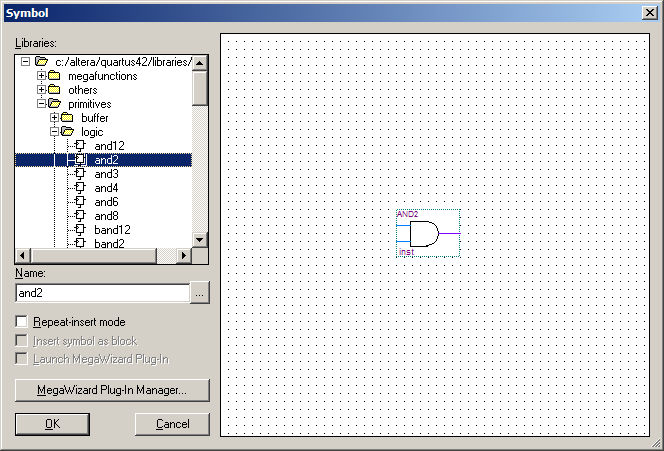 Symbol
Libraries:
c:/altera/quartus42/libraries/
megafunctions
others
primitives
buffer
logic
and12
and2
and3
and4
and6
and8
band12
band2
Name:
and2
...
Repeat-insert mode
Insert symbol as block
Launch MegaWizard Plug-In
MegaWizard Plug-In Manager...
OK
Cancel
AND2
inst